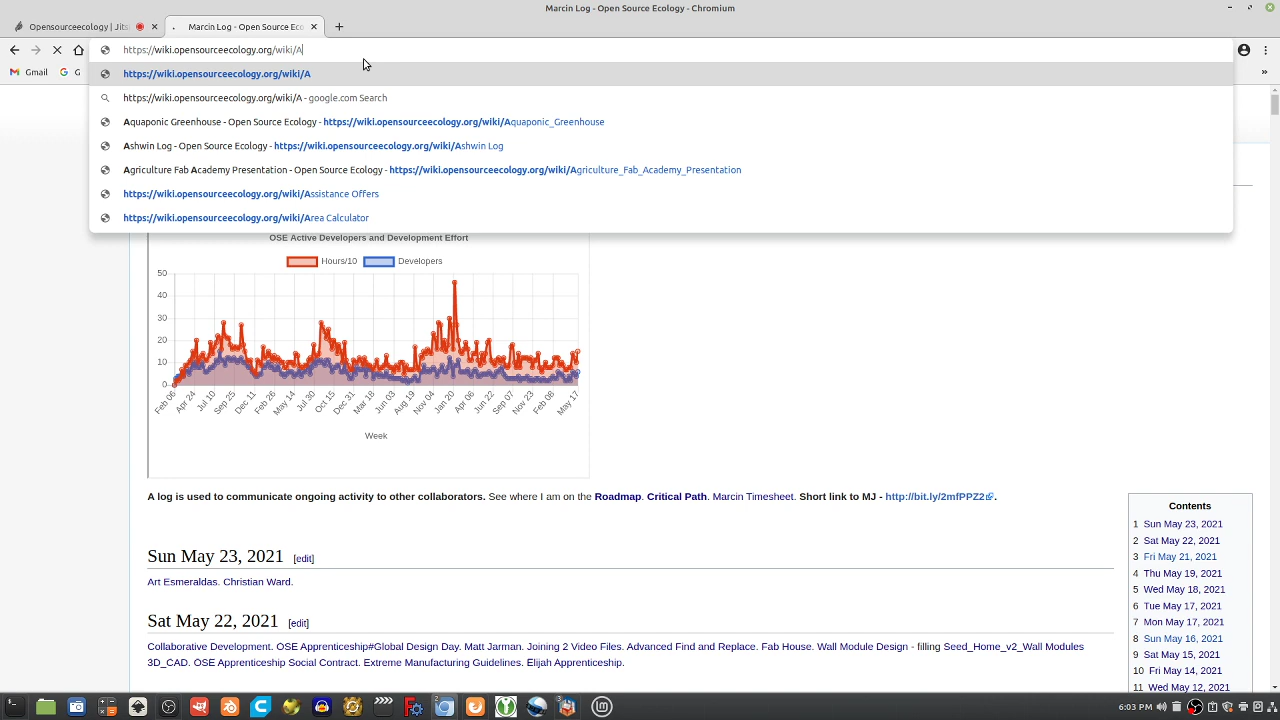 Marcin Log - Open Source Ecology - Chromium
Opensourceecology | Jits
Marcin Log - Open Source Eco
https://wiki.opensourceecology.org/wiki/A
Gmail
G
https://wiki.opensourceecology.org/wiki/A
https://wiki.opensourceecology.org/wiki/A - google.com Search
Aquaponic Greenhouse - Open Source Ecology - https://wiki.opensourceecology.org/wiki/Aquaponic_Greenhouse
Ashwin Log - Open Source Ecology - https://wiki.opensourceecology.org/wiki/Ashwin Log
Agriculture Fab Academy Presentation - Open Source Ecology - https://wiki.opensourceecology.org/wiki/Agriculture_Fab_Academy_Presentation
https://wiki.opensourceecology.org/wiki/Assistance Offers
https://wiki.opensourceecology.org/wiki/Area Calculator
OSE Active Developers and Development Effort
Hours/10 Developers
50
40
30
20
10
0
Feb 06 Apr 24 Jul 10 Sep 25 Dec 11 Feb 26 May 14 Jul 30 Oct 15 Dec 31 Mar 18 Jun 03 Aug 19 Nov 04 Jan 20 Apr 06 Jun 22 Sep 07 Nov 23 Feb 08 May 17
Week
A log is used to communicate ongoing activity to other collaborators. See where I am on the Roadmap. Critical Path. Marcin Timesheet. Short link to MJ - http://bit.ly/2mfPPZ2.
Sun May 23, 2021 [edit]
Art Esmeraldas. Christian Ward.
Sat May 22, 2021 [edit]
Collaborative Development. OSE Apprenticeship#Global Design Day. Matt Jarman. Joining 2 Video Files. Advanced Find and Replace. Fab House. Wall Module Design - filling Seed_Home_v2_Wall Modules
3D_CAD. OSE Apprenticeship Social Contract. Extreme Manufacturing Guidelines. Elijah Apprenticeship.
Contents
1 Sun May 23, 2021
2 Sat May 22, 2021
3 Fri May 21, 2021
4 Thu May 19, 2021
5 Wed May 18, 2021
6 Tue May 17, 2021
7 Mon May 17, 2021
8 Sun May 16, 2021
9 Sat May 15, 2021
10 Fri May 14, 2021
11 Wed May 12, 2021
6:03 PM